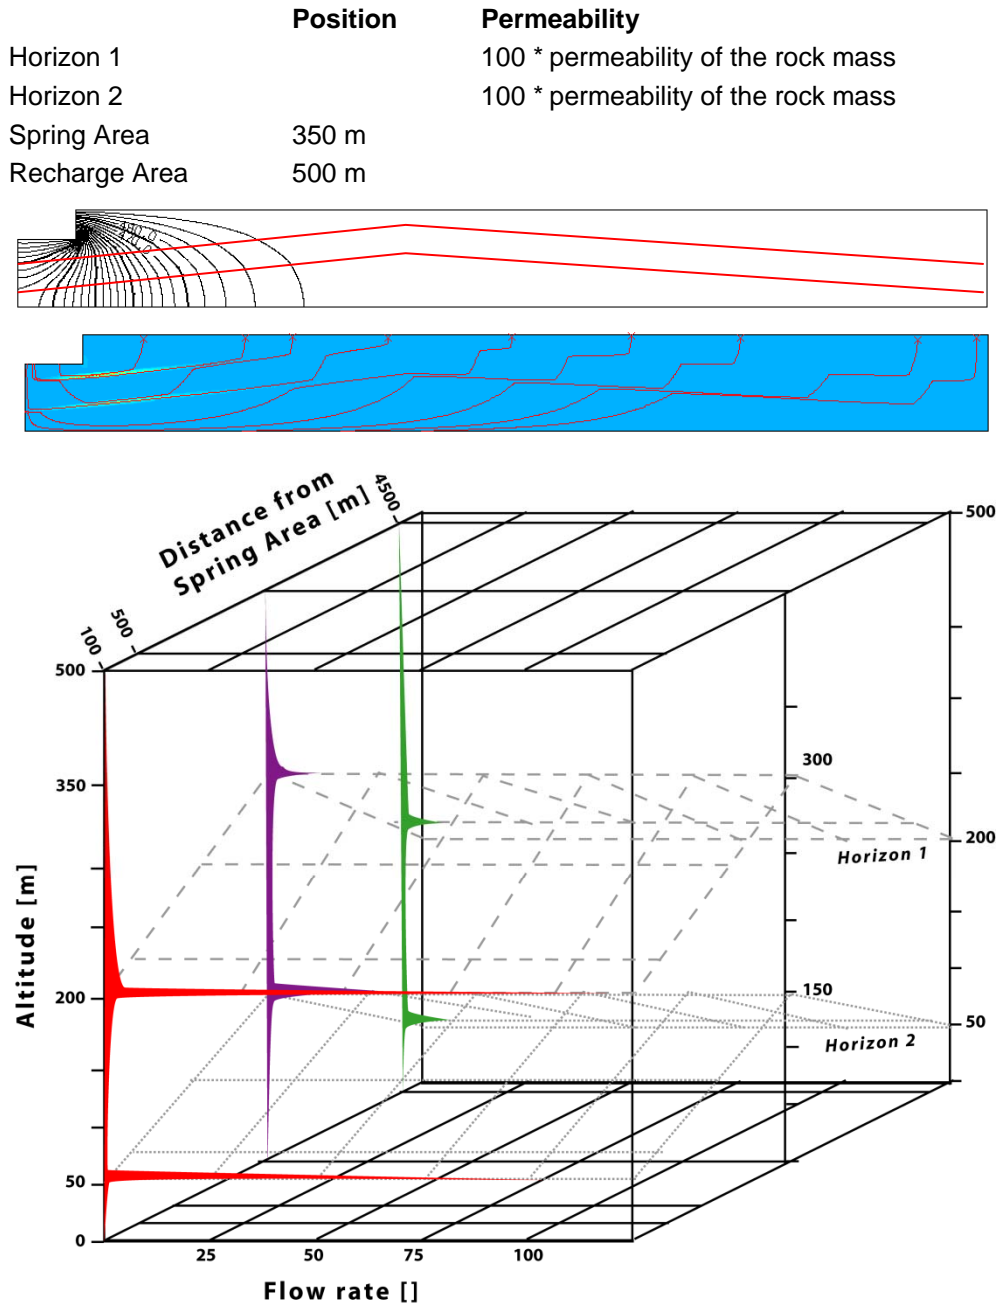 Position Permeability
Horizon 1 100 * permeability of the rock mass
Horizon 2 100 * permeability of the rock mass
Spring Area 350 m
Recharge Area 500 m
Distance from
Spring Area [m]
4500
500
100
500
500
350
300
200
Horizon 1
Altitude [m]
200
150
50
Horizon 2
50
0
25 50 75 100
Flow rate []